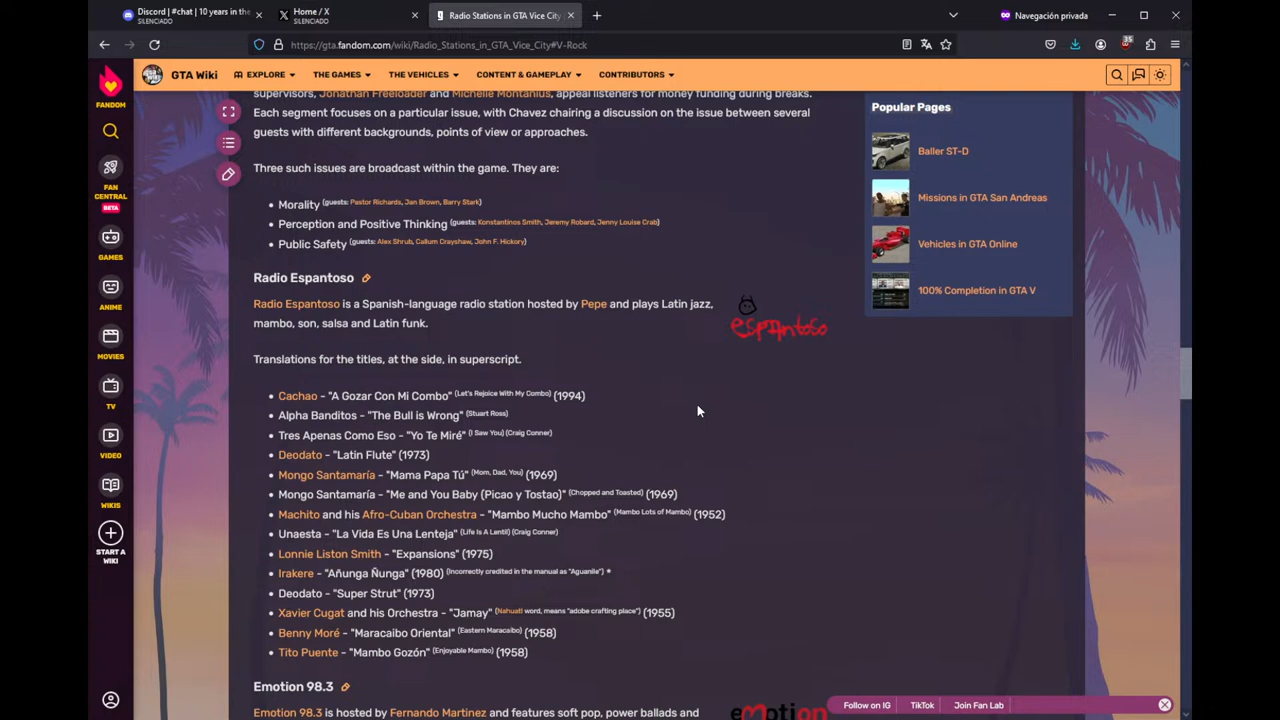 Discord | #chat | 10 years in the
SILENCIADO
Home / X
SILENCIADO
Radio Stations in GTA Vice City
Navegación privada
https://gta.fandom.com/wiki/Radio_Stations_in_GTA_Vice_City#V-Rock
35
FANDOM
FAN CENTRAL
BETA
GAMES
ANIME
MOVIES
TV
VIDEO
WIKIS
START A WIKI
GTA Wiki
EXPLORE
THE GAMES
THE VEHICLES
CONTENT & GAMEPLAY
CONTRIBUTORS
supervisors, Jonathan Freeloader and Michelle Montanius, appeal listeners for money funding during breaks.
Each segment focuses on a particular issue, with Chavez chairing a discussion on the issue between several
guests with different backgrounds, points of view or approaches.
Three such issues are broadcast within the game. They are:
• Morality (guests: Pastor Richards, Jan Brown, Barry Stark)
• Perception and Positive Thinking (guests: Konstantinos Smith, Jeremy Robard, Jenny Louise Crab)
• Public Safety (guests: Alex Shrub, Callum Crayshaw, John F. Hickory)
Radio Espantoso
Radio Espantoso is a Spanish-language radio station hosted by Pepe and plays Latin jazz,
mambo, son, salsa and Latin funk.
espantoso
Translations for the titles, at the side, in superscript.
• Cachao - "A Gozar Con Mi Combo" (Let's Rejoice With My Combo) (1994)
• Alpha Banditos - "The Bull is Wrong" (Stuart Ross)
• Tres Apenas Como Eso - "Yo Te Miré" (I Saw You) (Craig Conner)
• Deodato - "Latin Flute" (1973)
• Mongo Santamaría - "Mama Papa Tú" (Mom, Dad, You) (1969)
• Mongo Santamaría - "Me and You Baby (Picao y Tostao)" (Chopped and Toasted) (1969)
• Machito and his Afro-Cuban Orchestra - "Mambo Mucho Mambo" (Mambo Lots of Mambo) (1952)
• Unaesta - "La Vida Es Una Lenteja" (Life Is A Lentil) (Craig Conner)
• Lonnie Liston Smith - "Expansions" (1975)
• Irakere - "Añunga Ñunga" (1980) (Incorrectly credited in the manual as "Aguanile") *
• Deodato - "Super Strut" (1973)
• Xavier Cugat and his Orchestra - "Jamay" (Nahuatl word, means "adobe crafting place") (1955)
• Benny Moré - "Maracaibo Oriental" (Eastern Maracaibo) (1958)
• Tito Puente - "Mambo Gozón" (Enjoyable Mambo) (1958)
Emotion 98.3
Emotion 98.3 is hosted by Fernando Martinez and features soft pop, power ballads and
emotion
Popular Pages
Baller ST-D
Missions in GTA San Andreas
Vehicles in GTA Online
100% Completion in GTA V
Follow on IG
TikTok
Join Fan Lab